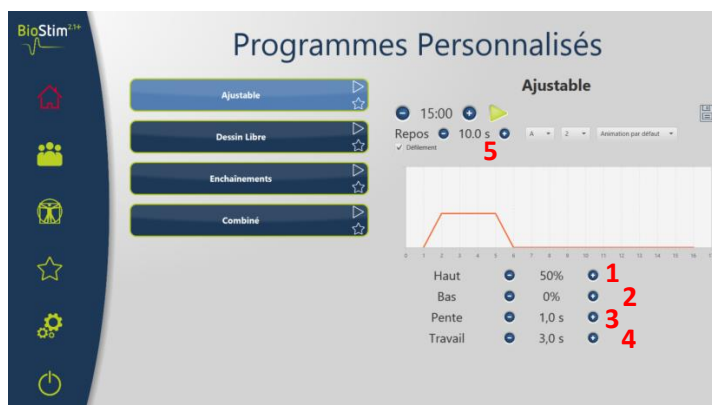 BioStim 2.1+
Programmes Personnalisés
Ajustable
Dessin Libre
Enchaînements
Combiné
Ajustable
15:00
Repos 10.0 s A 2 Animation par défaut
5
Défilement
0 1 2 3 4 5 6 7 8 9 10 11 12 13 14 15 16
Haut 50% 1
Bas 0% 2
Pente 1,0 s 3
Travail 3,0 s 4